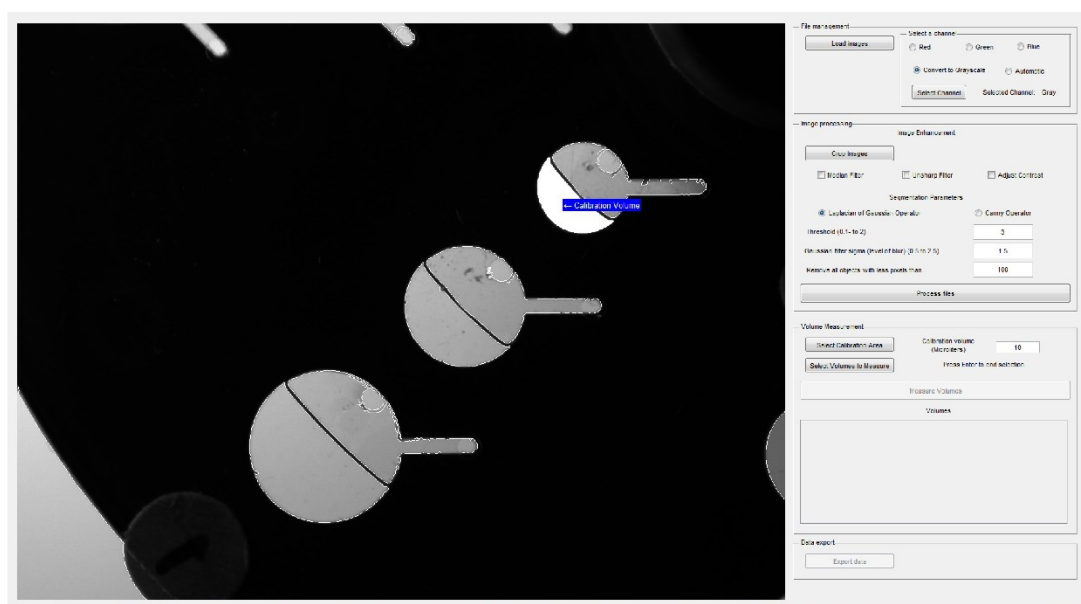 File management
Load images
Select a channel
Red
Green
Blue
Convert to Grayscale
Automatic
Select Channel
Selected Channel: Gray
Image processing
Image Enhancement
Crop Images
Median Filter
Unsharp Filter
Adjust Contrast
Segmentation Parameters
Laplacian of Gaussian Operator
Canny Operator
Threshold (0.1- to 2)
3
Gaussian filter sigma (level of blur) (0.5 to 2.5)
1.5
Remove all objects with less pixels than
100
Process files
← Calibration Volume
Volume Measurement
Select Calibration Area
Calibration volume
(Microliters)
10
Select Volumes to Measure
Press Enter to end selection
Measure Volumes
Volumes
Data export
Export data